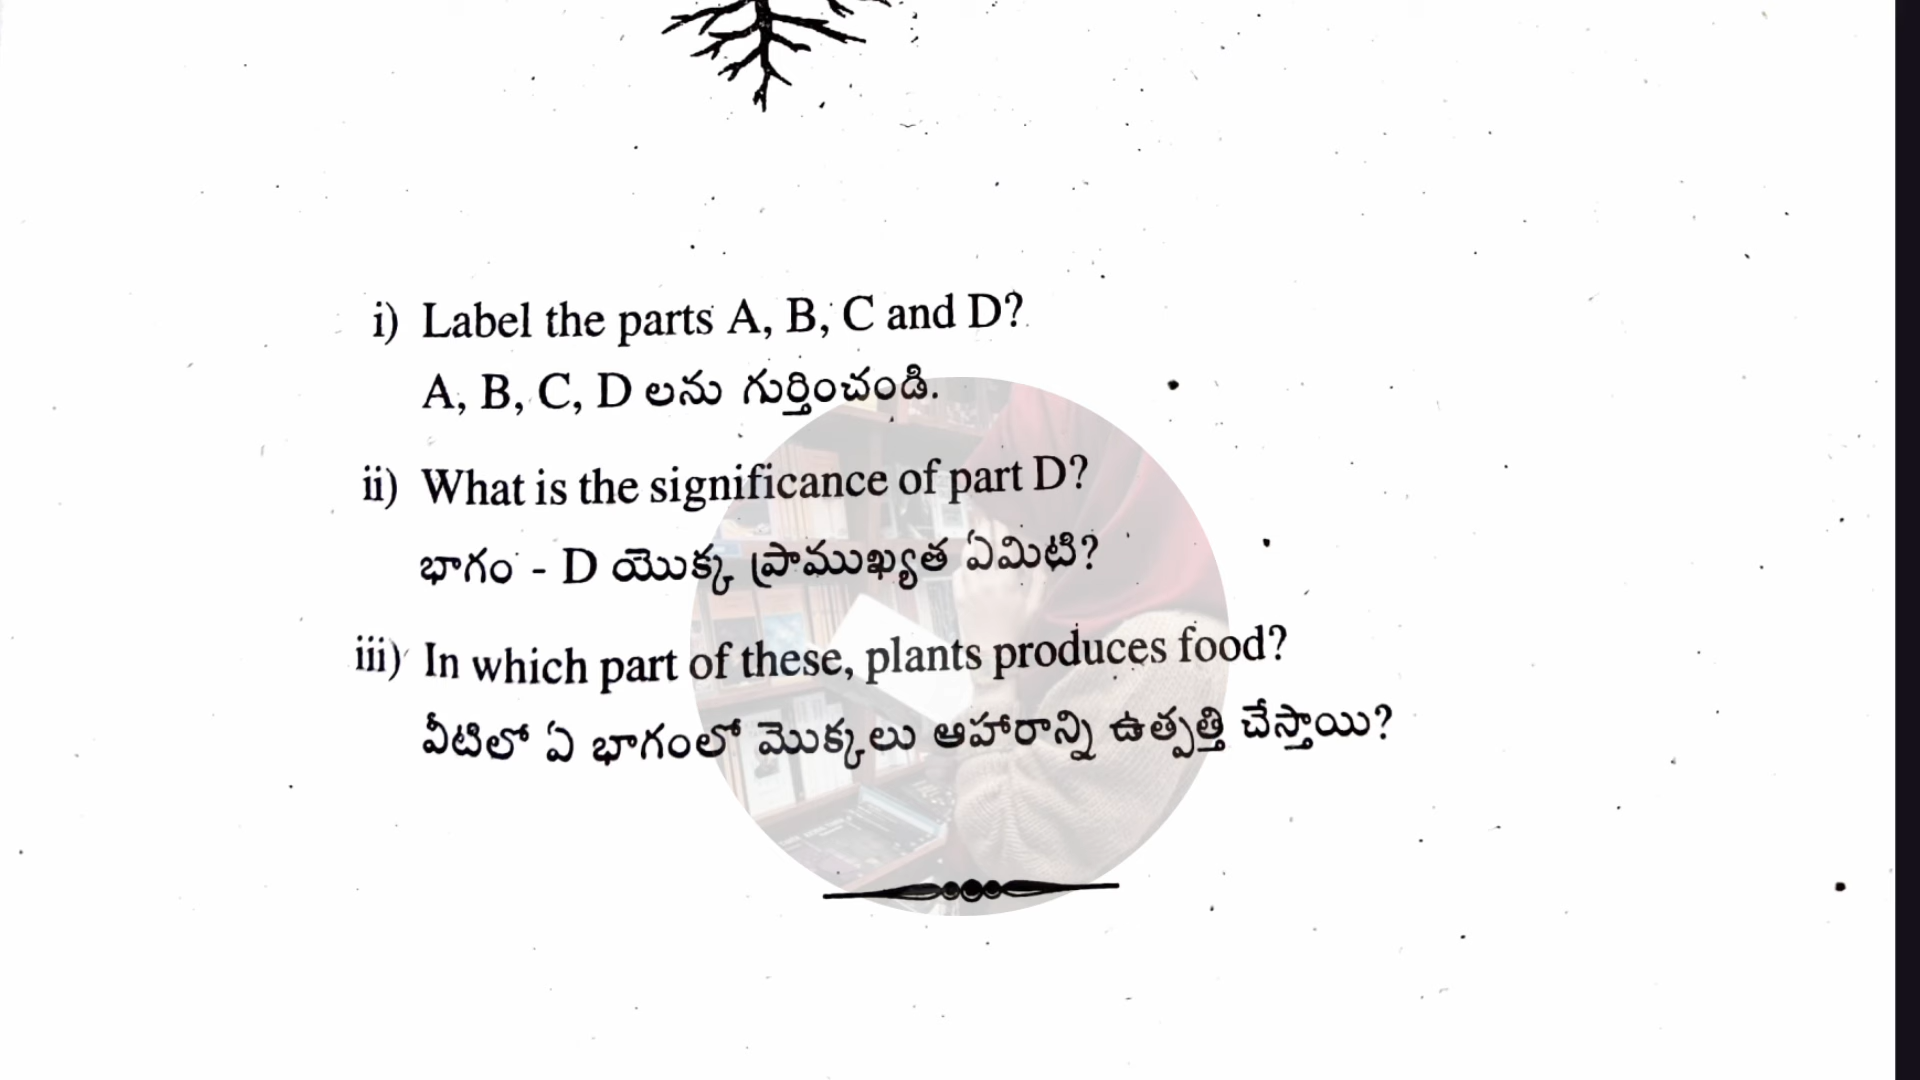 i) Label the parts A, B, C and D?
A, B, C, D లను గుర్తించండి.
ii) What is the significance of part D?
భాగం - D యొక్క ప్రాముఖ్యత ఏమిటి?
iii) In which part of these, plants produces food?
వీటిలో ఏ భాగంలో మొక్కలు ఆహారాన్ని ఉత్పత్తి చేస్తాయి?